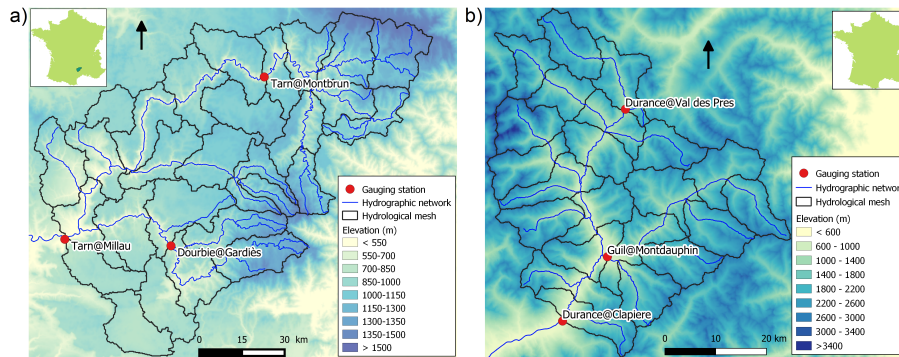 a)
Tarn@Montbrun
Tarn@Millau
Dourbie@Gardiès
Gauging station
Hydrographic network
Hydrological mesh
Elevation (m)
< 550
550-700
700-850
850-1000
1000-1150
1150-1300
1300-1350
1350-1500
> 1500
0 15 30 km
b)
Durance@Val des Pres
Guil@Montdauphin
Durance@Clapiere
Gauging station
Hydrographic network
Hydrological mesh
Elevation (m)
< 600
600 - 1000
1000 - 1400
1400 - 1800
1800 - 2200
2200 - 2600
2600 - 3000
3000 - 3400
>3400
0 10 20 km